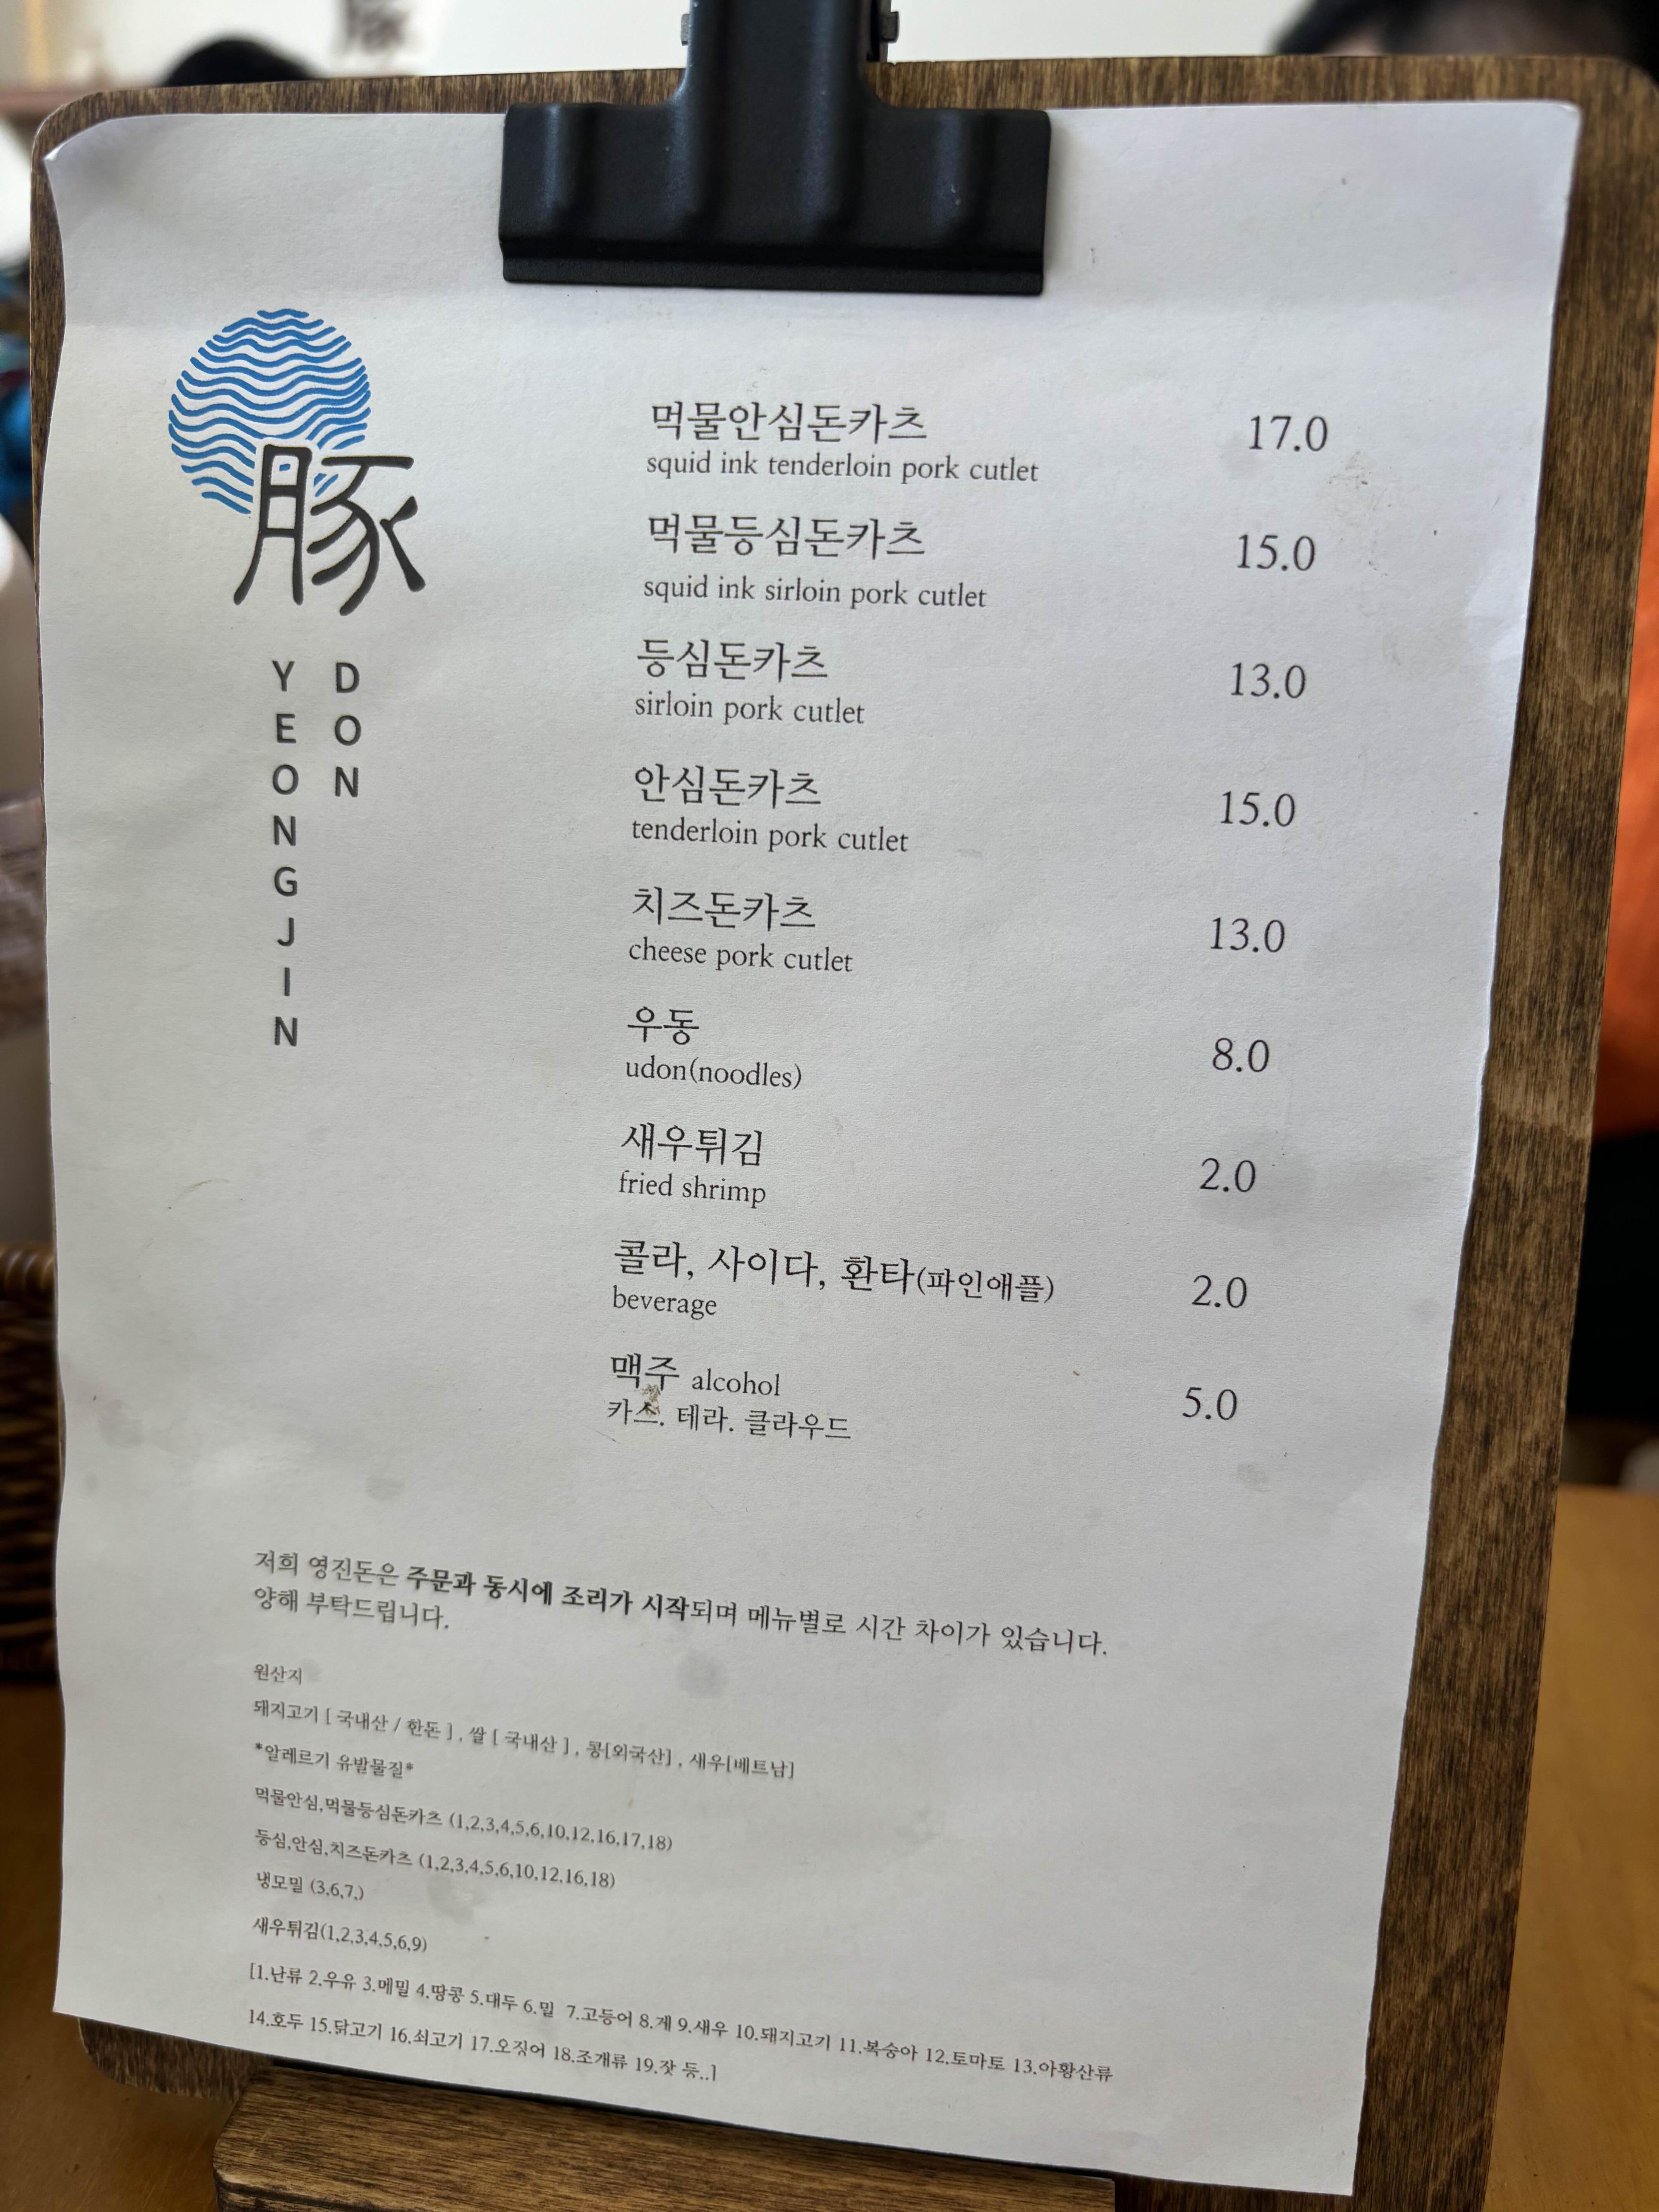 豚
DON
YEONGJIN
먹물안심돈카츠 17.0
squid ink tenderloin pork cutlet
먹물등심돈카츠 15.0
squid ink sirloin pork cutlet
등심돈카츠 13.0
sirloin pork cutlet
안심돈카츠 15.0
tenderloin pork cutlet
치즈돈카츠 13.0
cheese pork cutlet
우동 8.0
udon(noodles)
새우튀김 2.0
fried shrimp
콜라, 사이다, 환타(파인애플) 2.0
beverage
맥주 alcohol 5.0
카스. 테라. 클라우드
저희 영진돈은 주문과 동시에 조리가 시작되며 메뉴별로 시간 차이가 있습니다.
양해 부탁드립니다.
원산지
돼지고기 [ 국내산 / 한돈 ] , 쌀 [ 국내산 ] , 콩[외국산] , 새우[베트남]
*알레르기 유발물질*
먹물안심,먹물등심돈카츠 (1,2,3,4,5,6,10,12,16,17,18)
등심,안심,치즈돈카츠 (1,2,3,4,5,6,10,12,16,18)
냉모밀 (3,6,7,)
새우튀김(1,2,3,4,5,6,9)
[1.난류 2.우유 3.메밀 4.땅콩 5.대두 6.밀 7.고등어 8.게 9.새우 10.돼지고기 11.복숭아 12.토마토 13.아황산류
14.호두 15.닭고기 16.쇠고기 17.오징어 18.조개류 19.잣 등..]